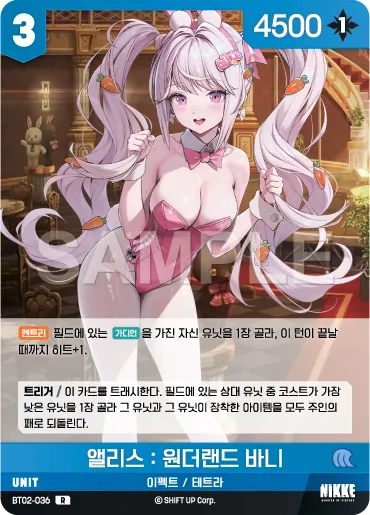 3
4500
1
SAMPLE
엔트리 필드에 있는 가디언 을 가진 자신 유닛을 1장 골라, 이 턴이 끝날
때까지 히트+1.
트리거 / 이 카드를 트래시한다. 필드에 있는 상대 유닛 중 코스트가 가장
낮은 유닛을 1장 골라 그 유닛과 그 유닛이 장착한 아이템을 모두 주인의
패로 되돌린다.
앨리스 : 원더랜드 바니
UNIT
이펙트 / 테트라
BT02-036 R
ⓒSHIFT UP Corp.
NIKKE